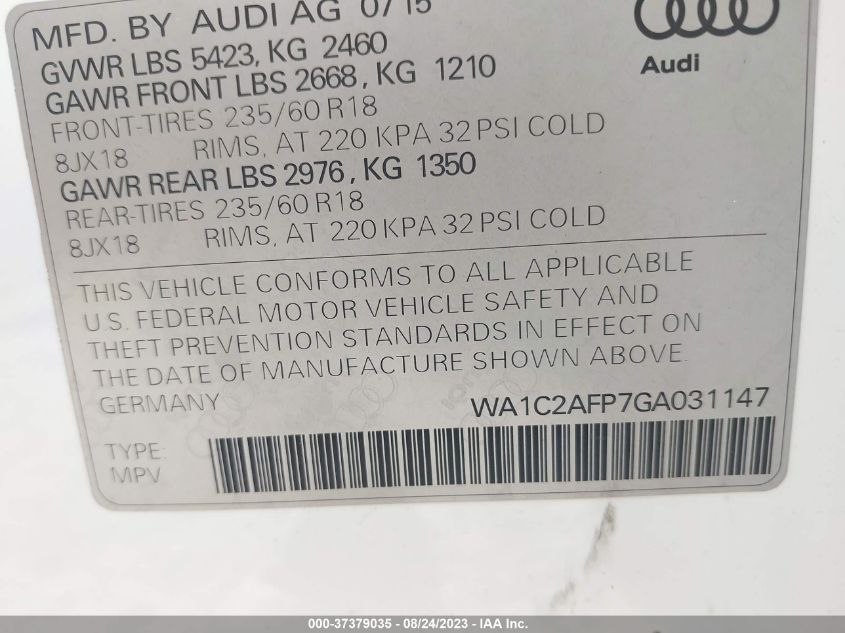 MFD. BY AUDI AG 07 15
GVWR LBS 5423, KG 2460
GAWR FRONT LBS 2668, KG 1210
FRONT-TIRES 235/60 R18
8JX18 RIMS, AT 220 KPA 32 PSI COLD
GAWR REAR LBS 2976, KG 1350
REAR-TIRES 235/60 R18
8JX18 RIMS, AT 220 KPA 32 PSI COLD
Audi
THIS VEHICLE CONFORMS TO ALL APPLICABLE
U.S. FEDERAL MOTOR VEHICLE SAFETY AND
THEFT PREVENTION STANDARDS IN EFFECT ON
THE DATE OF MANUFACTURE SHOWN ABOVE.
GERMANY WA1C2AFP7GA031147
TYPE:
MPV
000-37379035 - 08/24/2023 - IAA Inc.